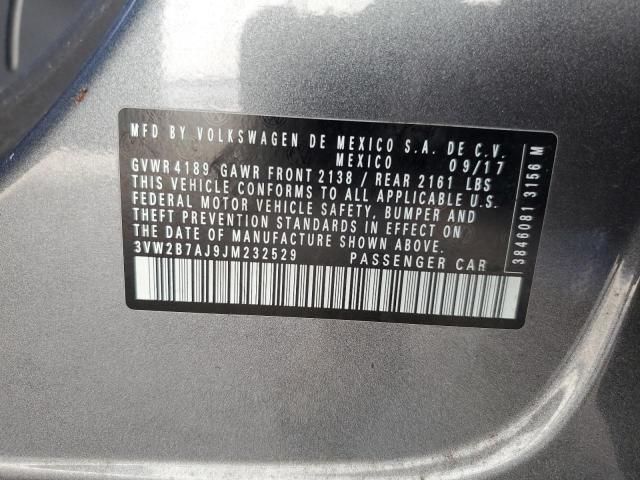 MFD BY VOLKSWAGEN DE MEXICO S.A. DE C.V.
MEXICO 09/17
GVWR 4189 GAWR FRONT 2138 / REAR 2161 LBS
THIS VEHICLE CONFORMS TO ALL APPLICABLE U.S.
FEDERAL MOTOR VEHICLE SAFETY, BUMPER AND
THEFT PREVENTION STANDARDS IN EFFECT ON
THE DATE OF MANUFACTURE SHOWN ABOVE.
3VW2B7AJ9JM232529 PASSENGER CAR
3846081 3156 M